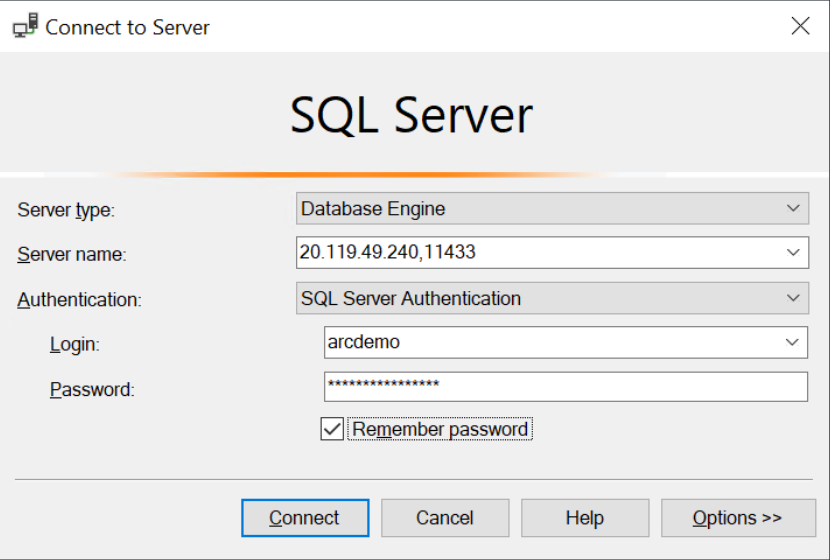 Connect to Server
SQL Server
Server type: Database Engine
Server name: 20.119.49.240,11433
Authentication: SQL Server Authentication
Login: arcdemo
Password: ****************
Remember password
Connect Cancel Help Options >>